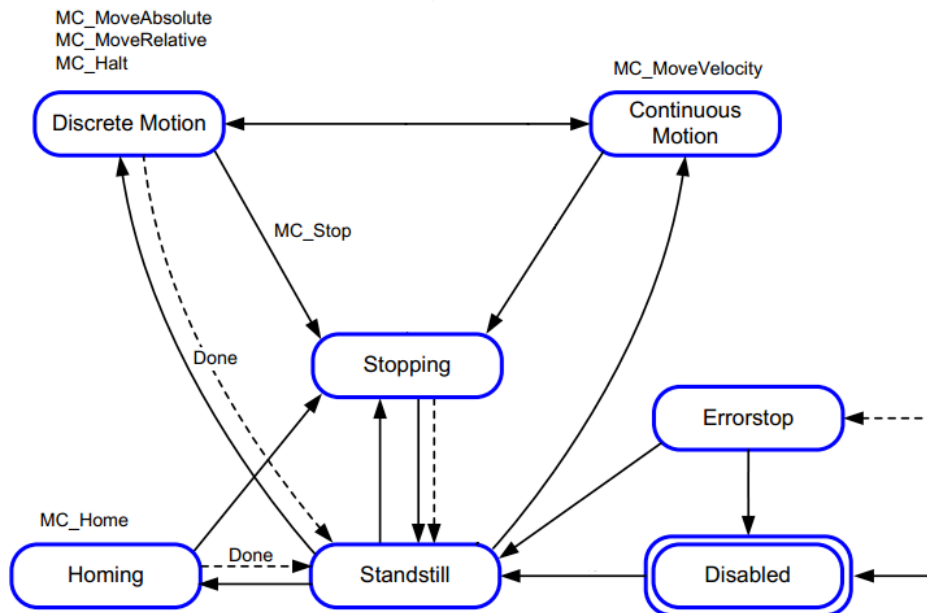 MC_MoveAbsolute
MC_MoveRelative
MC_Halt
MC_MoveVelocity
Discrete Motion
Continuous
Motion
MC_Stop
Done
Stopping
Errorstop
MC_Home
Done
Homing
Standstill
Disabled